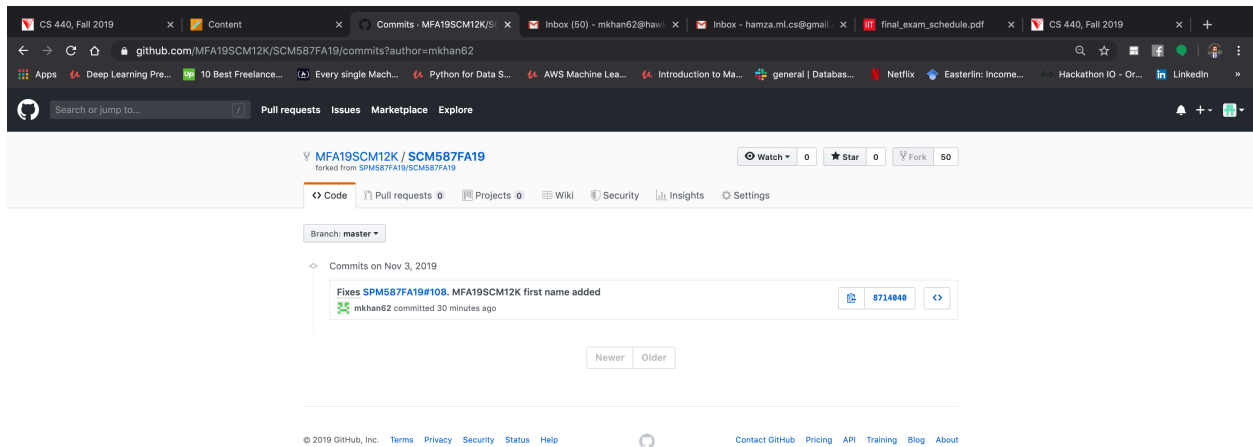 CS 440, Fall 2019
Content
Commits · MFA19SCM12K/SC
Inbox (50) - mkhan62@hawk
Inbox - hamza.ml.cs@gmail.
final_exam_schedule.pdf
CS 440, Fall 2019
github.com/MFA19SCM12K/SCM587FA19/commits?author=mkhan62
Apps
Deep Learning Pre...
10 Best Freelance...
Every single Mach...
Python for Data S...
AWS Machine Lea...
Introduction to Ma...
general | Databas...
Netflix
Easterlin: Income...
Hackathon IO - Or...
LinkedIn
»
Search or jump to...
/
Pull requests Issues Marketplace Explore
MFA19SCM12K / SCM587FA19
forked from SPM587FA19/SCM587FA19
Watch 0 Star 0 Fork 50
Code Pull requests 0 Projects 0 Wiki Security Insights Settings
Branch: master
Commits on Nov 3, 2019
Fixes SPM587FA19#108. MFA19SCM12K first name added
mkhan62 committed 30 minutes ago
8714040
Newer Older
© 2019 GitHub, Inc. Terms Privacy Security Status Help
Contact GitHub Pricing API Training Blog About